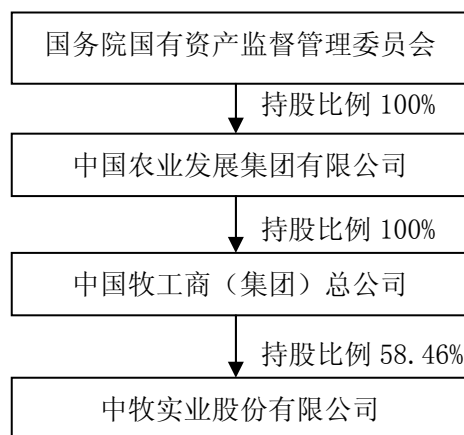 国务院国有资产监督管理委员会
持股比例 100%
中国农业发展集团有限公司
持股比例 100%
中国牧工商（集团）总公司
持股比例 58.46%
中牧实业股份有限公司